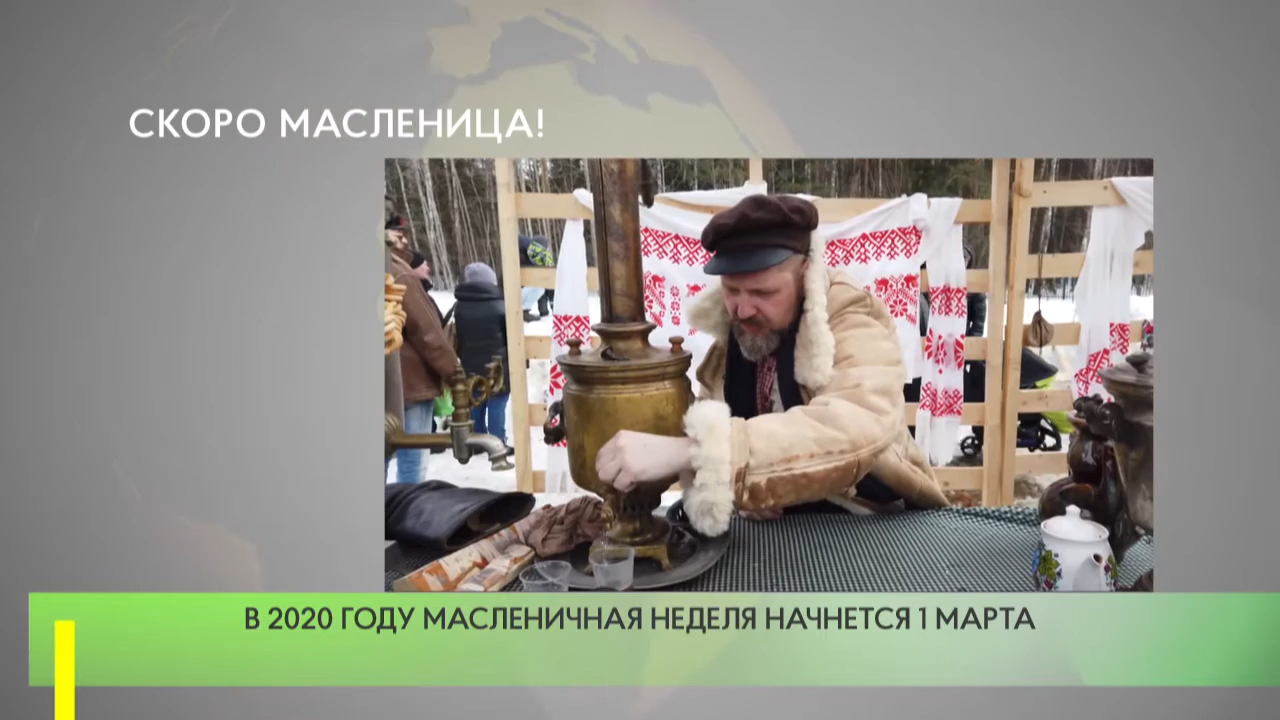 СКОРО МАСЛЕНИЦА!
В 2020 ГОДУ МАСЛЕНИЧНАЯ НЕДЕЛЯ НАЧНЕТСЯ 1 МАРТА